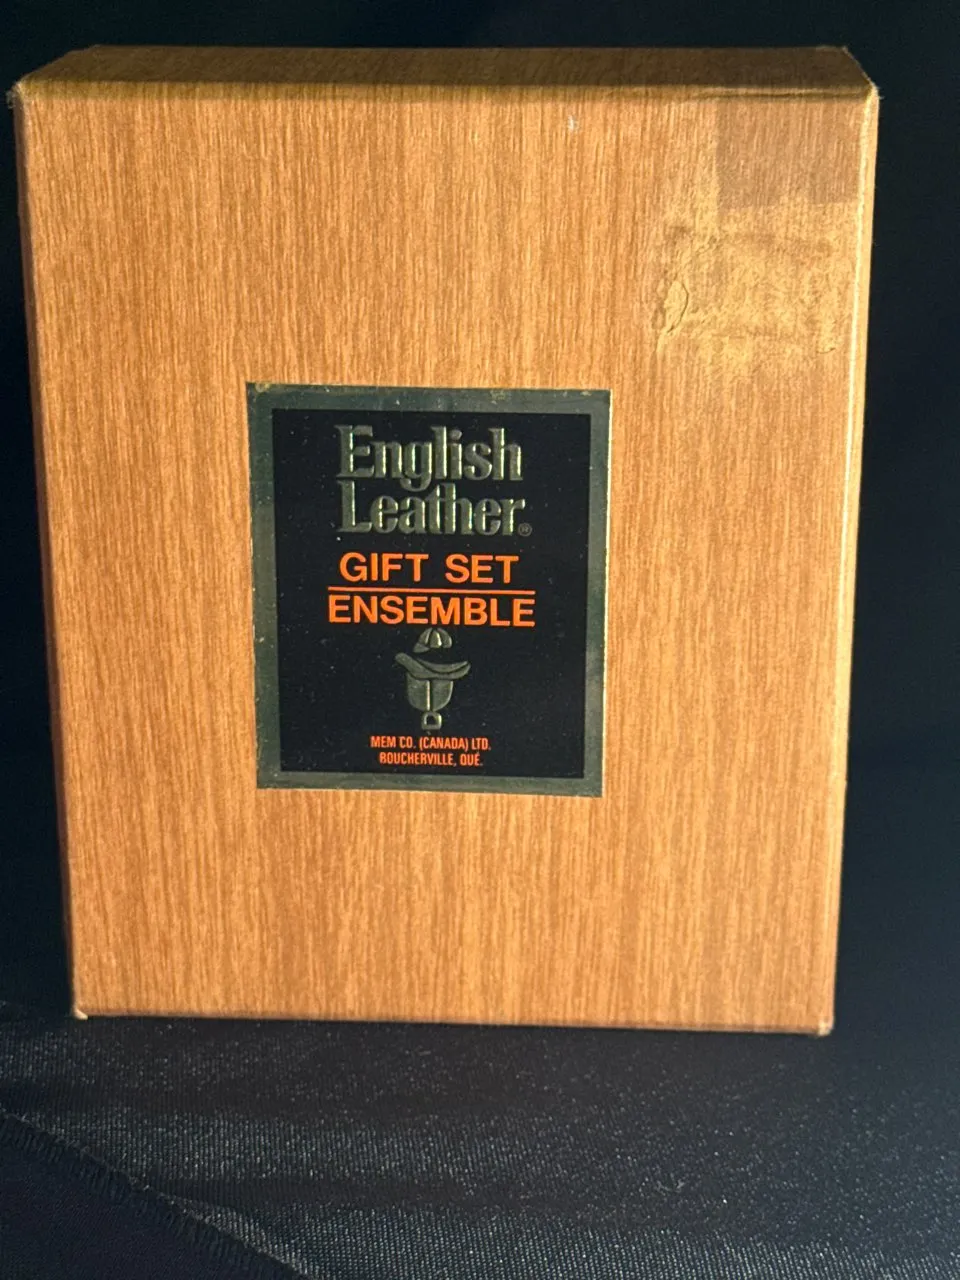 English
Leather®
GIFT SET
ENSEMBLE
MEM CO. (CANADA) LTD.
BOUCHERVILLE, QUÉ.